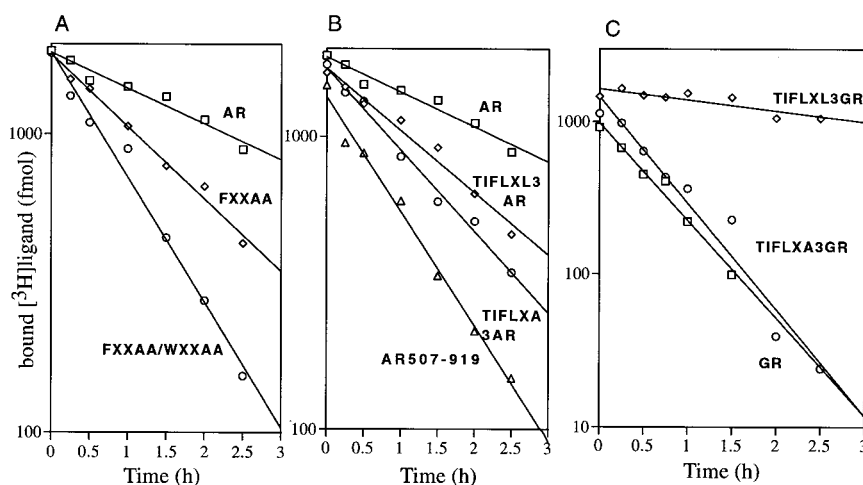 A
B
C
bound [³H]ligand (fmol)
1000
100
AR
FXXAA
FXXAA/WXXAA
0 0.5 1 1.5 2 2.5 3
Time (h)
1000
100
AR
TIFLXL3
AR
TIFLXA
3AR
AR507-919
0 0.5 1 1.5 2 2.5 3
Time (h)
1000
100
10
TIFLXL3GR
TIFLXA3GR
GR
0 0.5 1 1.5 2 2.5 3
Time (h)